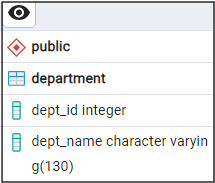 public
department
dept_id integer
dept_name character varyin
g(130)